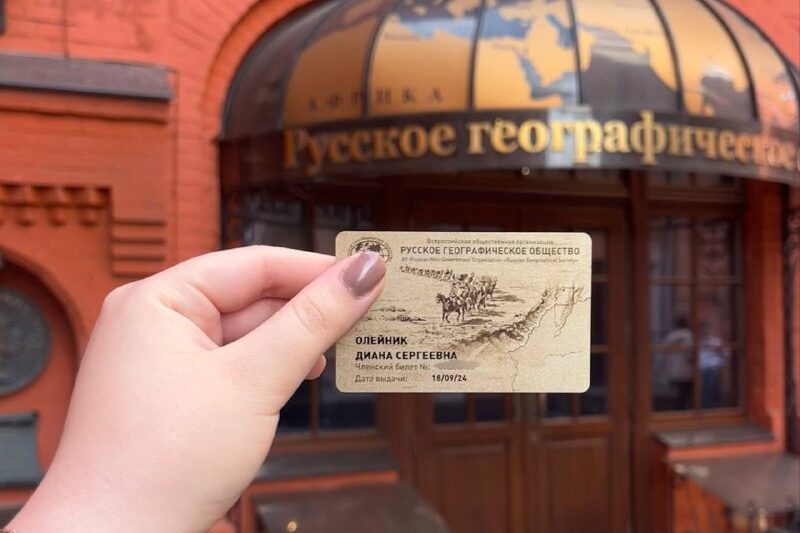 АФРИКА
Русское географическое
Всероссийская общественная организация
РУССКОЕ ГЕОГРАФИЧЕСКОЕ ОБЩЕСТВО
All-Russian Non-Government Organization «Russian Geographical Society»
ОЛЕЙНИК
ДИАНА СЕРГЕЕВНА
Членский билет №:
Дата выдачи: 18/09/24